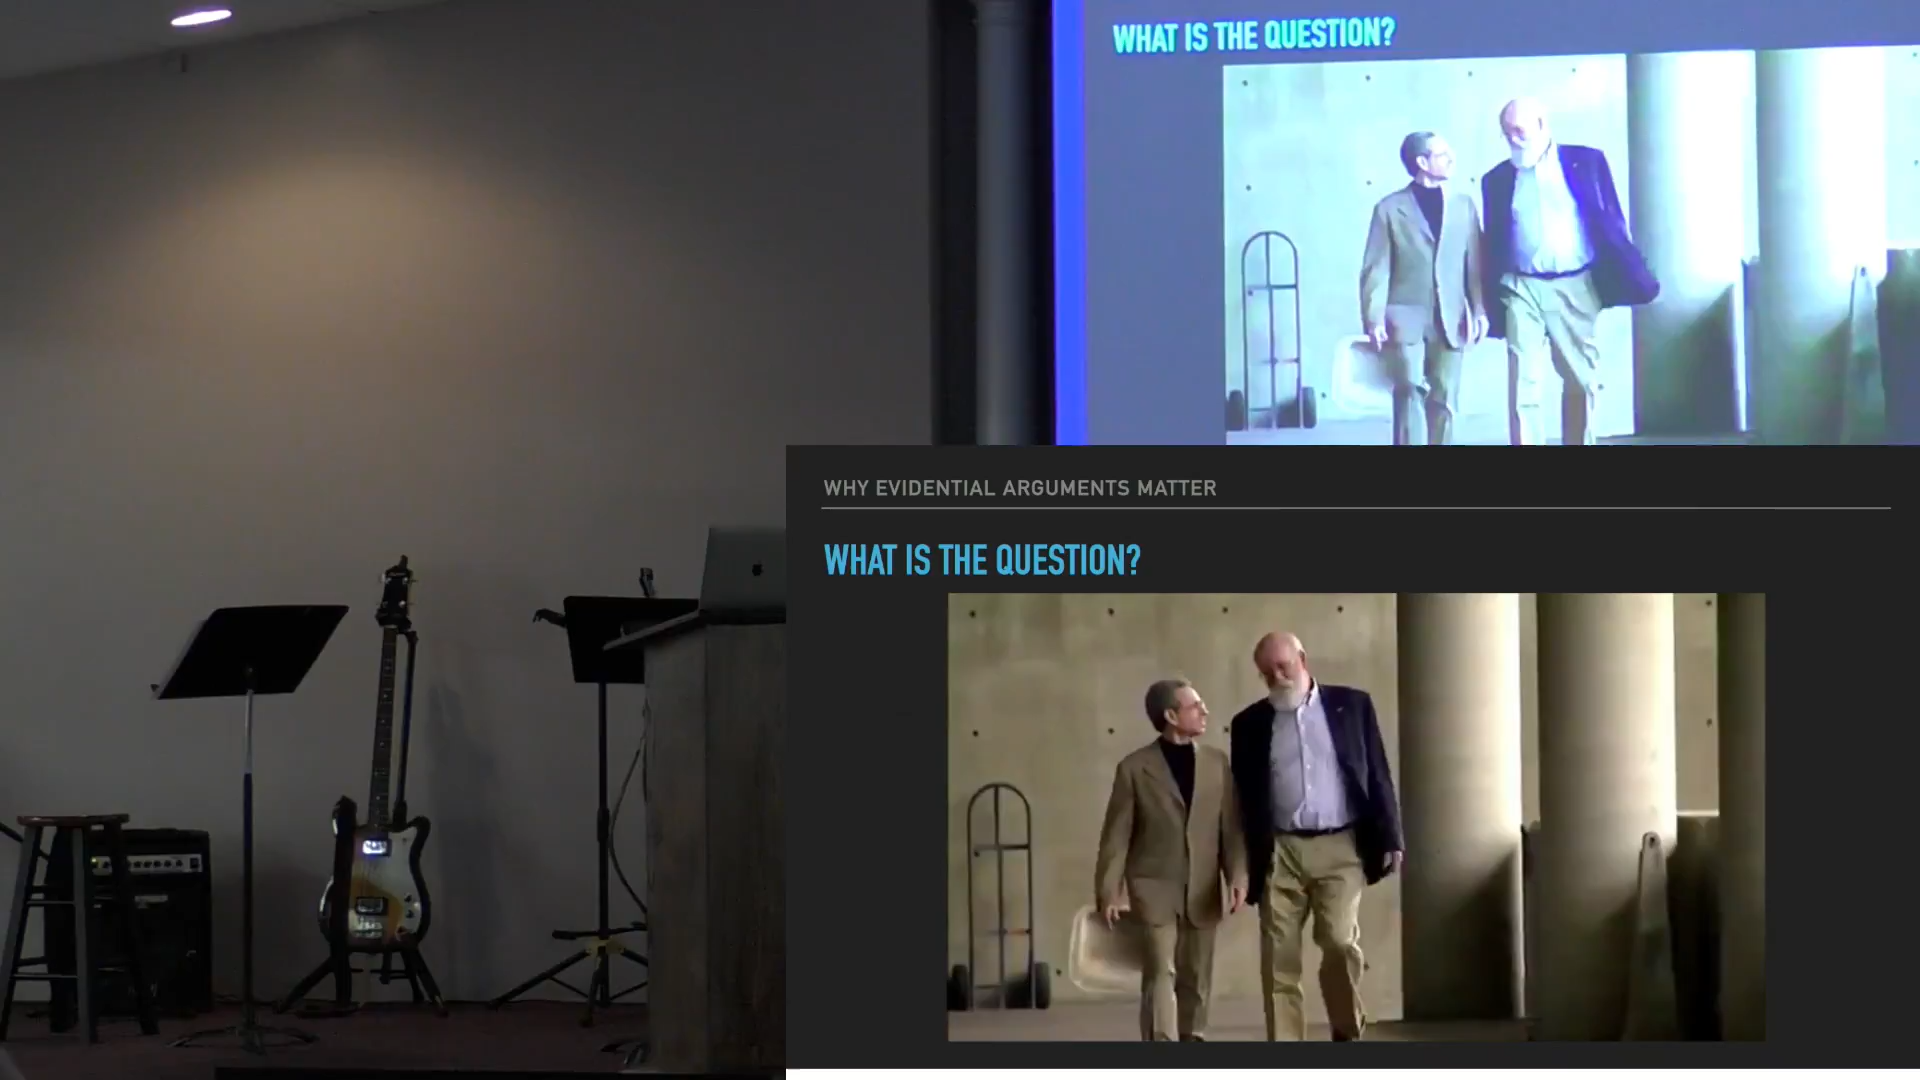 WHAT IS THE QUESTION?
WHY EVIDENTIAL ARGUMENTS MATTER
WHAT IS THE QUESTION?